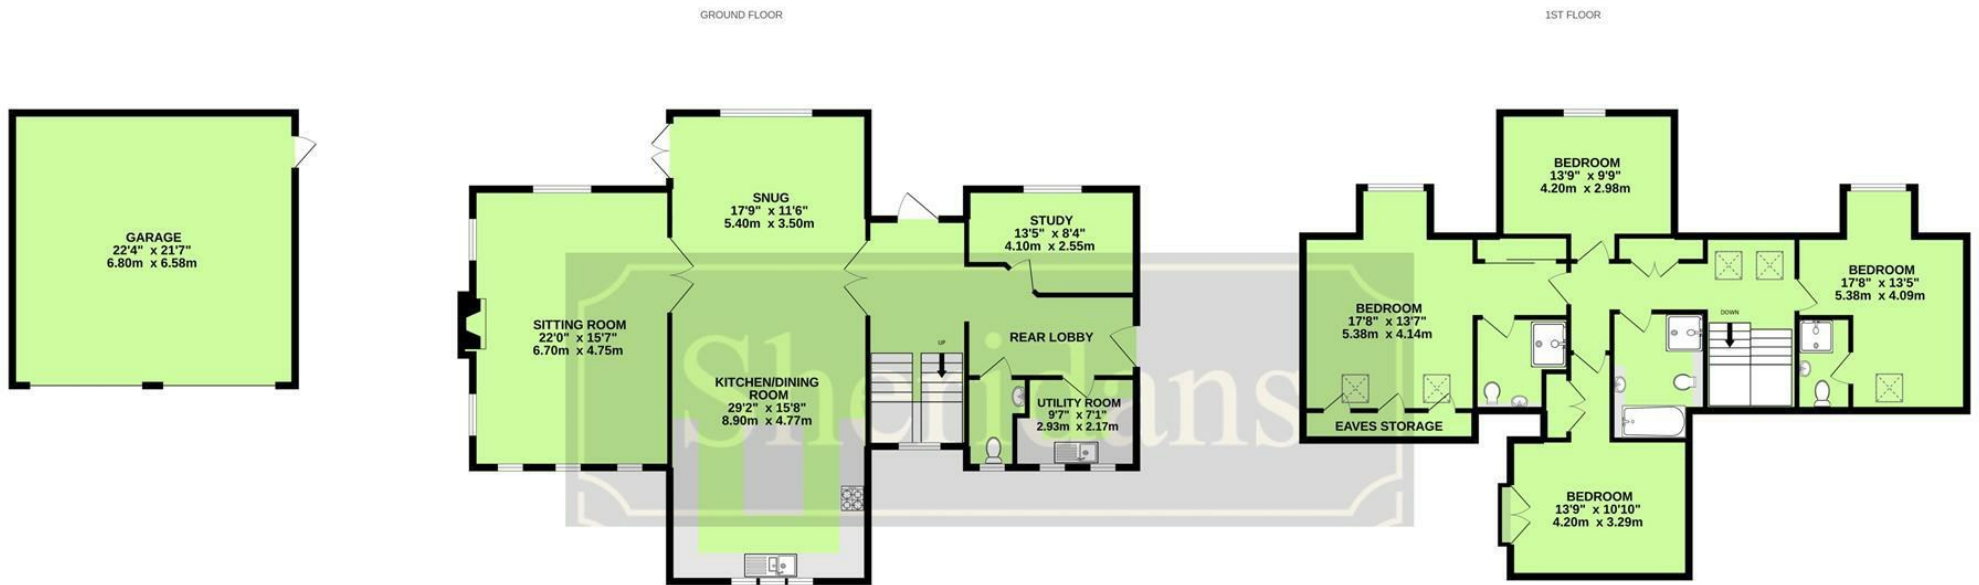 GROUND FLOOR
1ST FLOOR
GARAGE
22'4" x 21'7"
6.80m x 6.58m
SNUG
17'9" x 11'6"
5.40m x 3.50m
STUDY
13'5" x 8'4"
4.10m x 2.55m
SITTING ROOM
22'0" x 15'7"
6.70m x 4.75m
REAR LOBBY
UP
KITCHEN/DINING
ROOM
29'2" x 15'8"
8.90m x 4.77m
UTILITY ROOM
9'7" x 7'1"
2.93m x 2.17m
Sheridans
BEDROOM
13'9" x 9'9"
4.20m x 2.98m
BEDROOM
17'8" x 13'5"
5.38m x 4.09m
BEDROOM
17'8" x 13'7"
5.38m x 4.14m
DOWN
EAVES STORAGE
BEDROOM
13'9" x 10'10"
4.20m x 3.29m